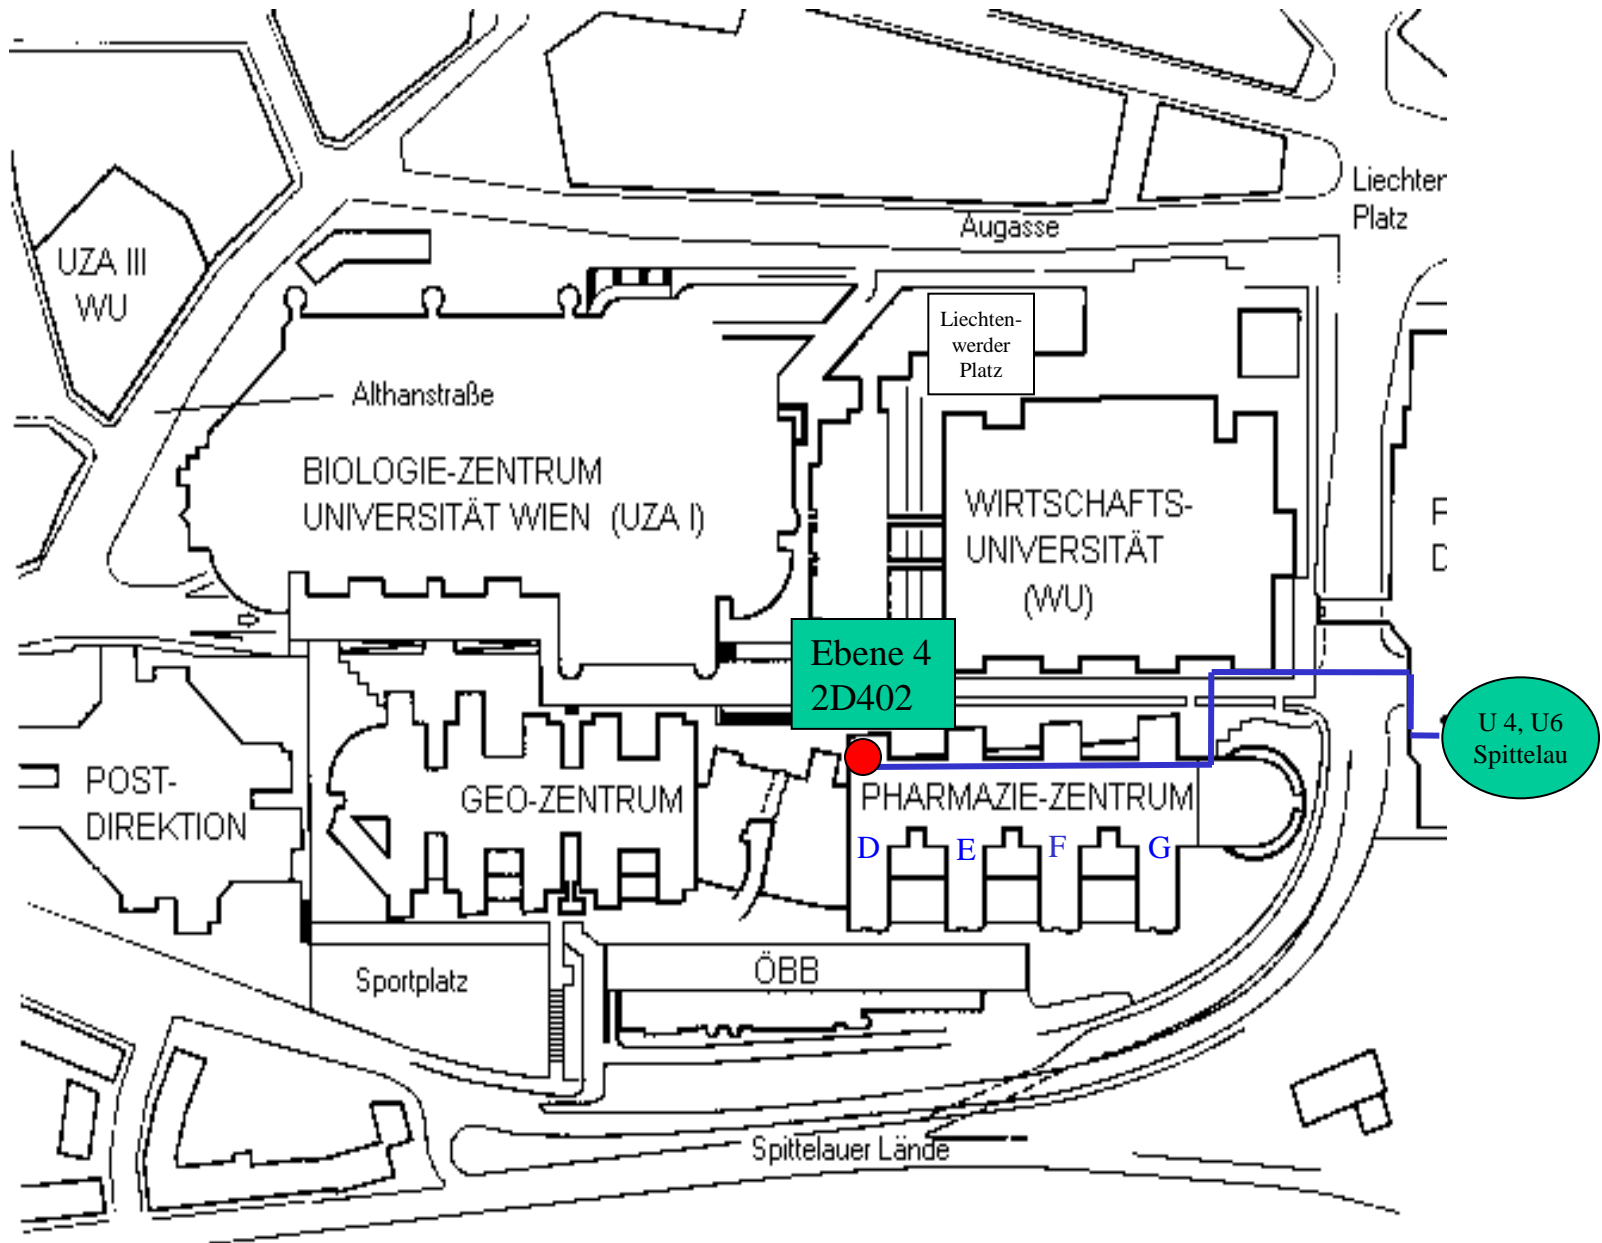 Liechter
Platz
Augasse
UZA III
WU
Liechten-
werder
Platz
Althanstraße
BIOLOGIE-ZENTRUM
UNIVERSITÄT WIEN (UZA I)
WIRTSCHAFTS-
UNIVERSITÄT
(WU)
F
D
Ebene 4
2D402
U 4, U6
Spittelau
POST-
DIREKTION
GEO-ZENTRUM
PHARMAZIE-ZENTRUM
D E F G
Sportplatz
ÖBB
Spittelauer Lände